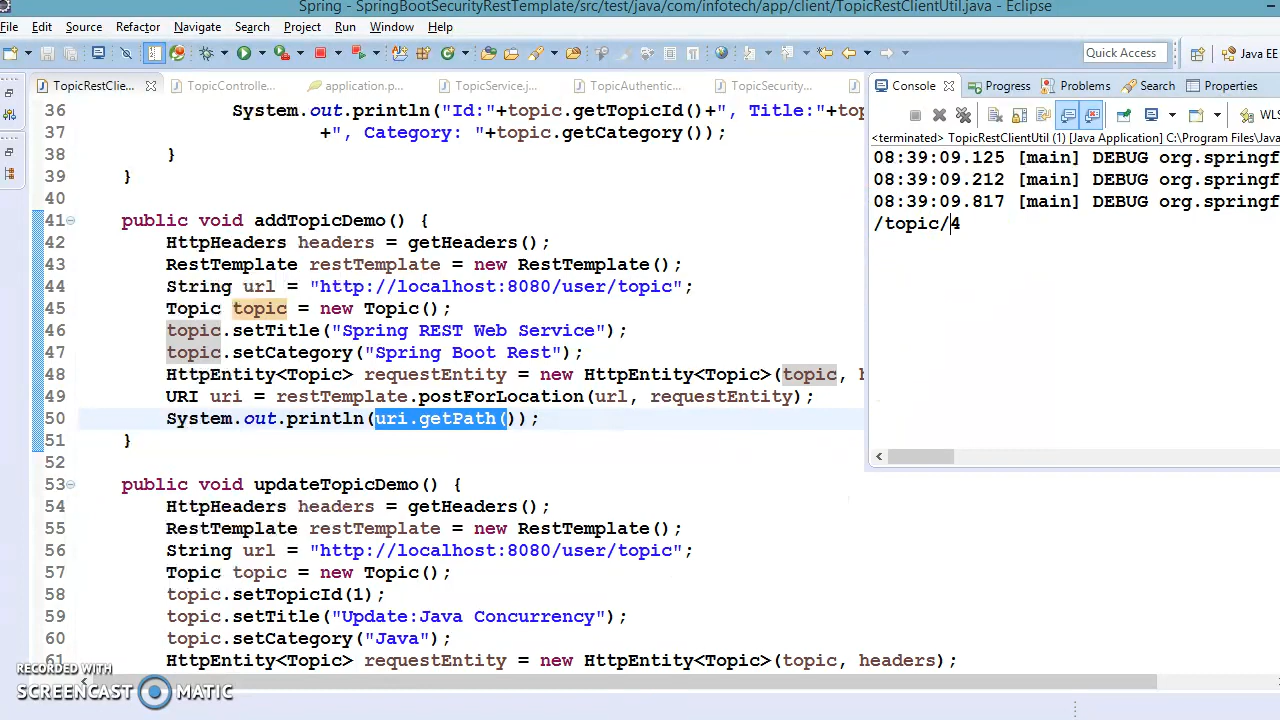 Spring - SpringBootSecurityRestTemplate/src/test/java/com/infotech/app/client/TopicRestClientUtil.java - Eclipse
File Edit Source Refactor Navigate Search Project Run Window Help
Quick Access
Java EE
TopicRestClie...
TopicControlle...
application.p...
TopicService.j...
TopicAuthentic...
TopicSecurity...
Console
Progress
Problems
Search
Properties
WLS
<terminated> TopicRestClientUtil (1) [Java Application] C:\Program Files\Java
08:39:09.125 [main] DEBUG org.springf
08:39:09.212 [main] DEBUG org.springf
08:39:09.817 [main] DEBUG org.springf
/topic/4
36 System.out.println("Id:"+topic.getTopicId()+", Title:"+to
37 +", Category: "+topic.getCategory());
38 }
39 }
40
41 public void addTopicDemo() {
42 HttpHeaders headers = getHeaders();
43 RestTemplate restTemplate = new RestTemplate();
44 String url = "http://localhost:8080/user/topic";
45 Topic topic = new Topic();
46 topic.setTitle("Spring REST Web Service");
47 topic.setCategory("Spring Boot Rest");
48 HttpEntity<Topic> requestEntity = new HttpEntity<Topic>(topic, h
49 URI uri = restTemplate.postForLocation(url, requestEntity);
50 System.out.println(uri.getPath());
51 }
52
53 public void updateTopicDemo() {
54 HttpHeaders headers = getHeaders();
55 RestTemplate restTemplate = new RestTemplate();
56 String url = "http://localhost:8080/user/topic";
57 Topic topic = new Topic();
58 topic.setTopicId(1);
59 topic.setTitle("Update:Java Concurrency");
60 topic.setCategory("Java");
61 HttpEntity<Topic> requestEntity = new HttpEntity<Topic>(topic, headers);
RECORDED WITH
SCREENCAST MATIC